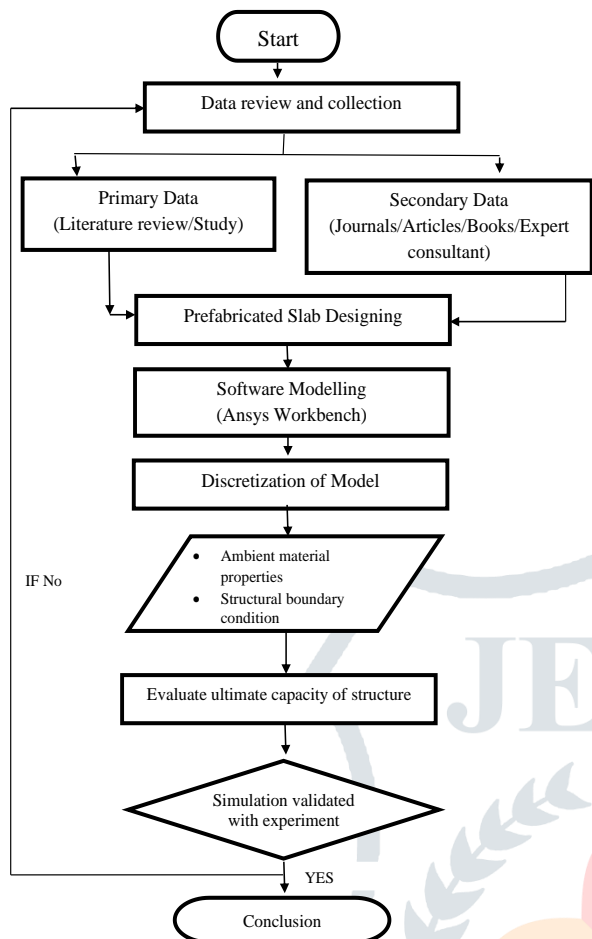 Start
Data review and collection
Primary Data
(Literature review/Study)
Secondary Data
(Journals/Articles/Books/Expert
consultant)
Prefabricated Slab Designing
Software Modelling
(Ansys Workbench)
Discretization of Model
• Ambient material
properties
• Structural boundary
condition
IF No
Evaluate ultimate capacity of structure
Simulation validated
with experiment
YES
Conclusion
JE